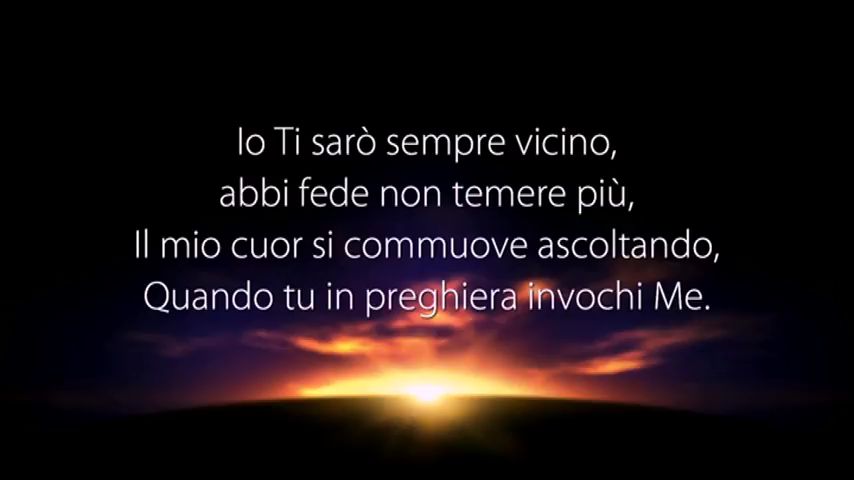 Io Ti sarò sempre vicino,
abbi fede non temere più,
Il mio cuor si commuove ascoltando,
Quando tu in preghiera invochi Me.